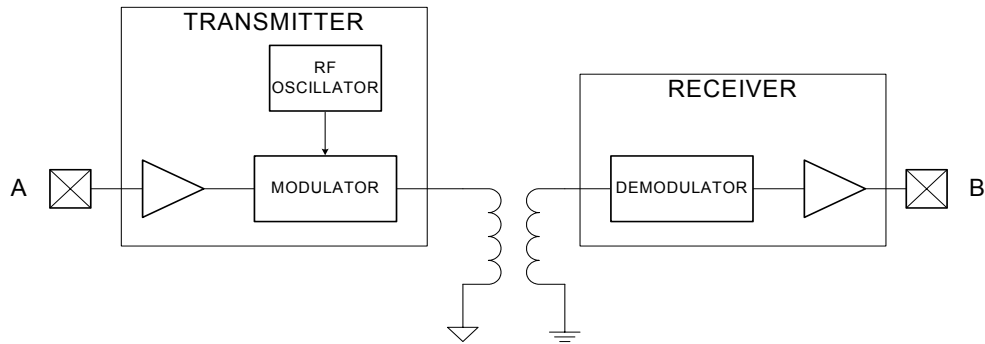 TRANSMITTER
RF
OSCILLATOR
RECEIVER
A
MODULATOR
DEMODULATOR
B